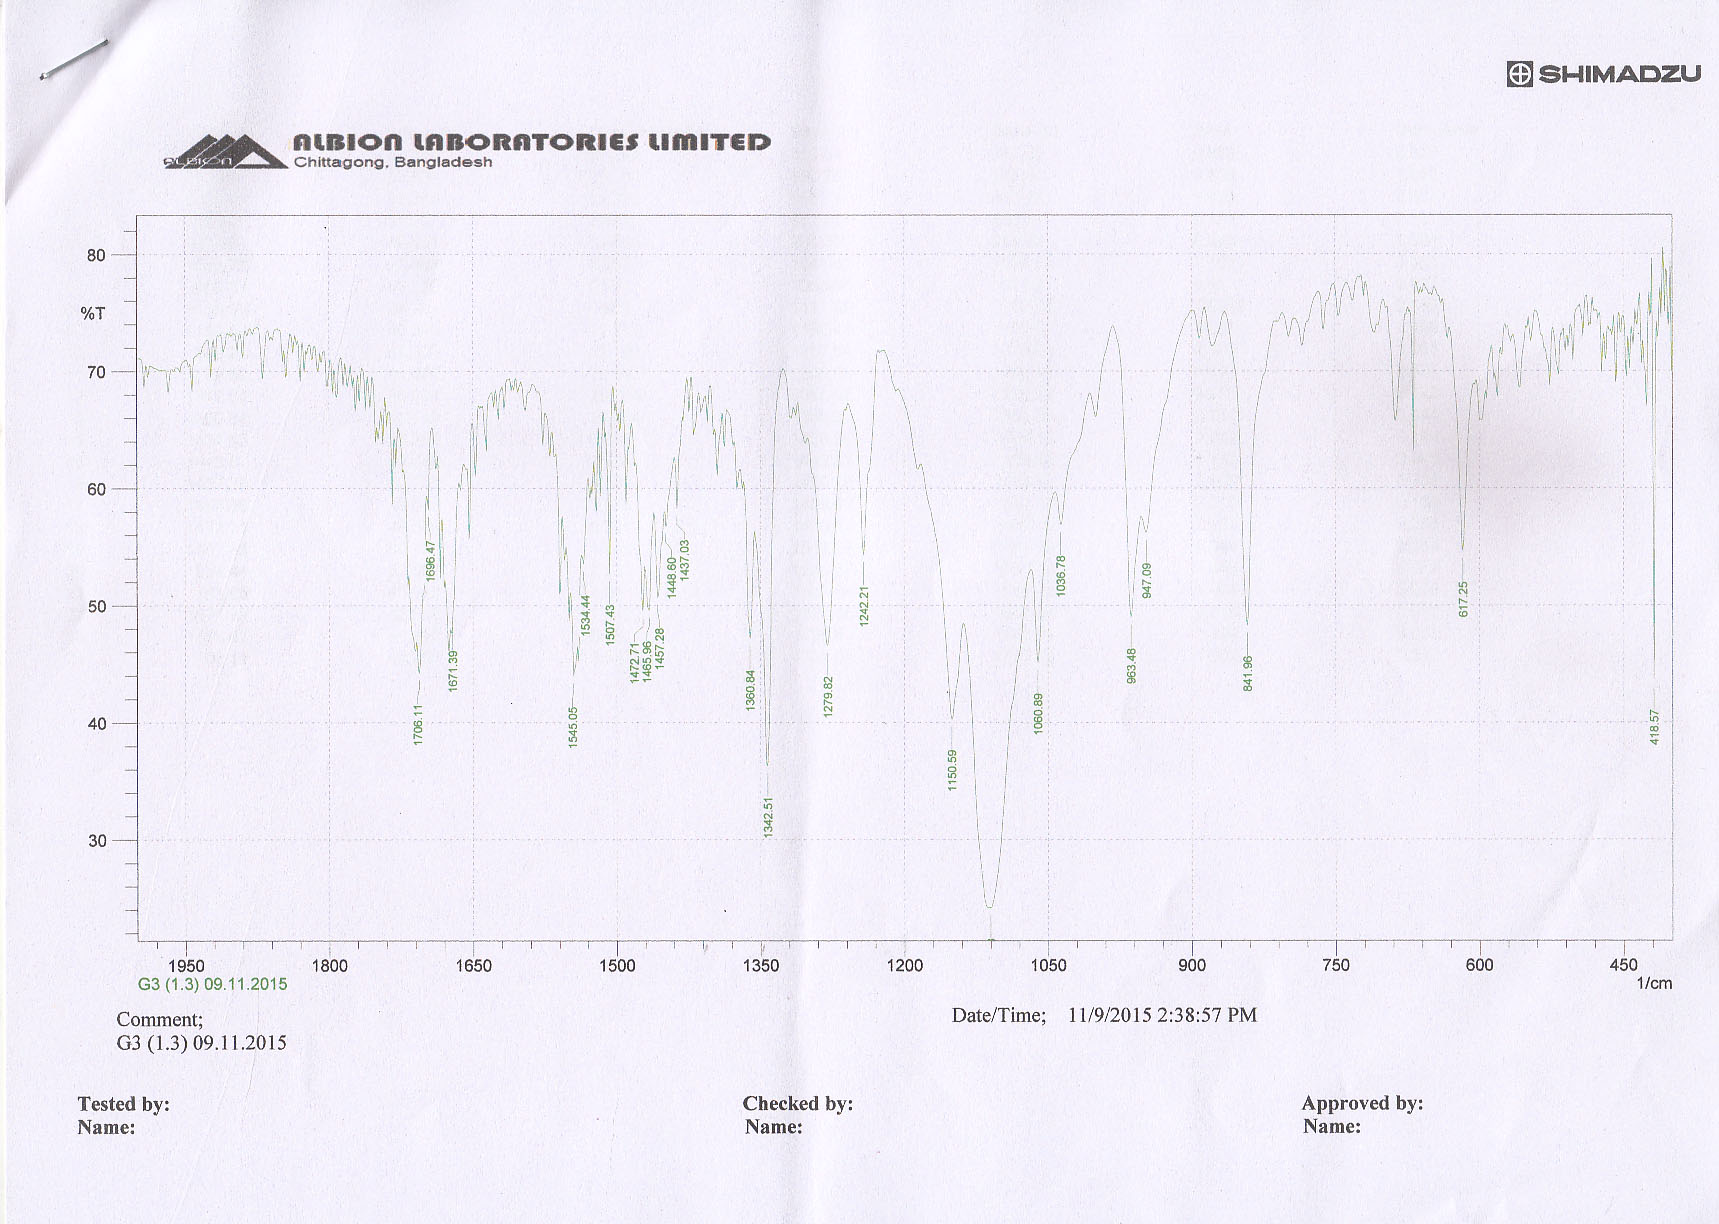 SHIMADZU
ALBION LABORATORIES LIMITED
ALBION
Chittagong, Bangladesh
80
%T
70
60
50
40
30
1706.11
1696.47
1671.39
1545.05
1534.44
1507.43
1472.71
1465.96
1457.28
1448.60
1437.03
1360.84
1342.51
1279.82
1242.21
1150.59
1060.89
1036.78
963.48
947.09
841.96
617.25
418.57
1950 1800 1650 1500 1350 1200 1050 900 750 600 450
G3 (1.3) 09.11.2015 1/cm
Comment; Date/Time; 11/9/2015 2:38:57 PM
G3 (1.3) 09.11.2015
Tested by: Checked by: Approved by:
Name: Name: Name: